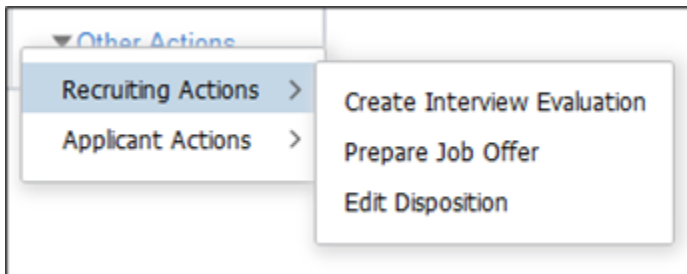 Other Actions
Recruiting Actions
Applicant Actions
Create Interview Evaluation
Prepare Job Offer
Edit Disposition